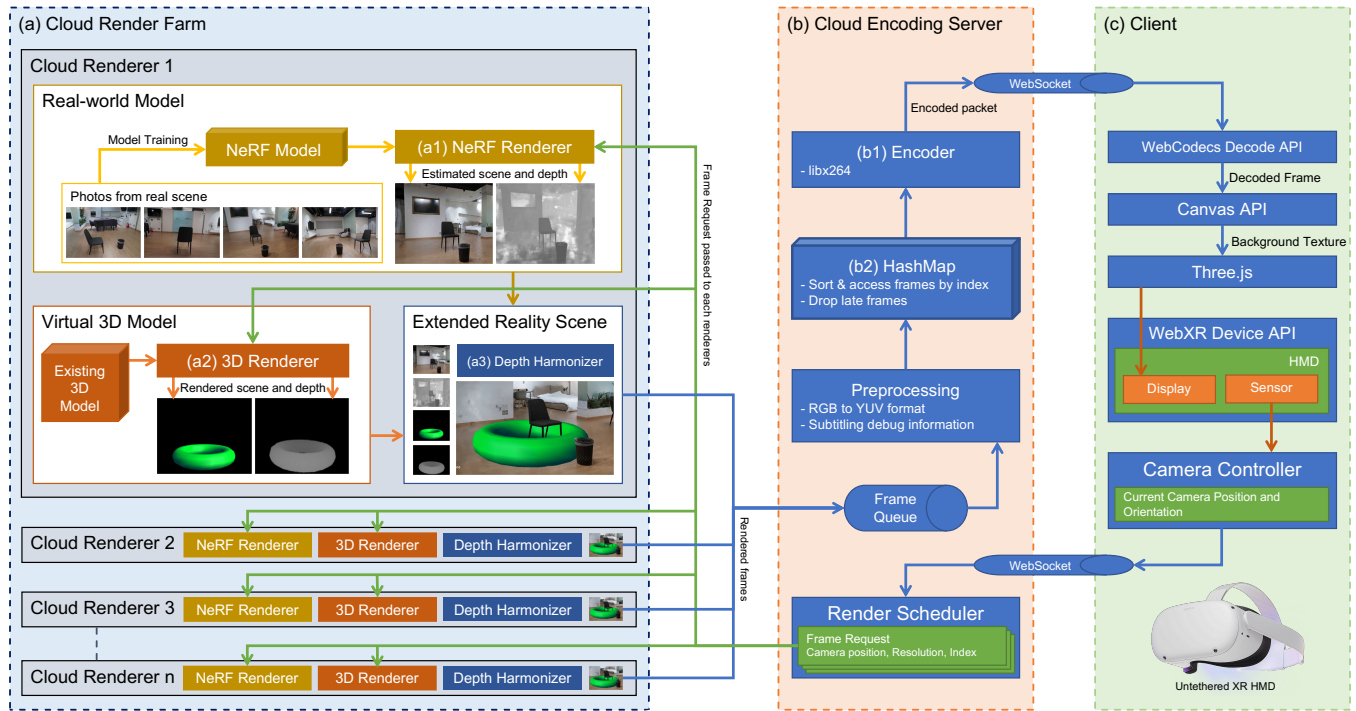 (a) Cloud Render Farm
Cloud Renderer 1
Real-world Model
Model Training
NeRF Model
(a1) NeRF Renderer
Estimated scene and depth
Photos from real scene
Virtual 3D Model
Existing
3D
Model
(a2) 3D Renderer
Rendered scene and depth
Extended Reality Scene
(a3) Depth Harmonizer
Cloud Renderer 2
NeRF Renderer
3D Renderer
Depth Harmonizer
Cloud Renderer 3
NeRF Renderer
3D Renderer
Depth Harmonizer
Cloud Renderer n
NeRF Renderer
3D Renderer
Depth Harmonizer
Frame Request passed to each renderers
Rendered frames
(b) Cloud Encoding Server
WebSocket
Encoded packet
(b1) Encoder
- libx264
(b2) HashMap
- Sort & access frames by index
- Drop late frames
Preprocessing
- RGB to YUV format
- Subtitling debug information
Frame
Queue
WebSocket
Render Scheduler
Frame Request
Camera position, Resolution, Index
(c) Client
WebCodecs Decode API
Decoded Frame
Canvas API
Background Texture
Three.js
WebXR Device API
HMD
Display
Sensor
Camera Controller
Current Camera Position and
Orientation
Untethered XR HMD